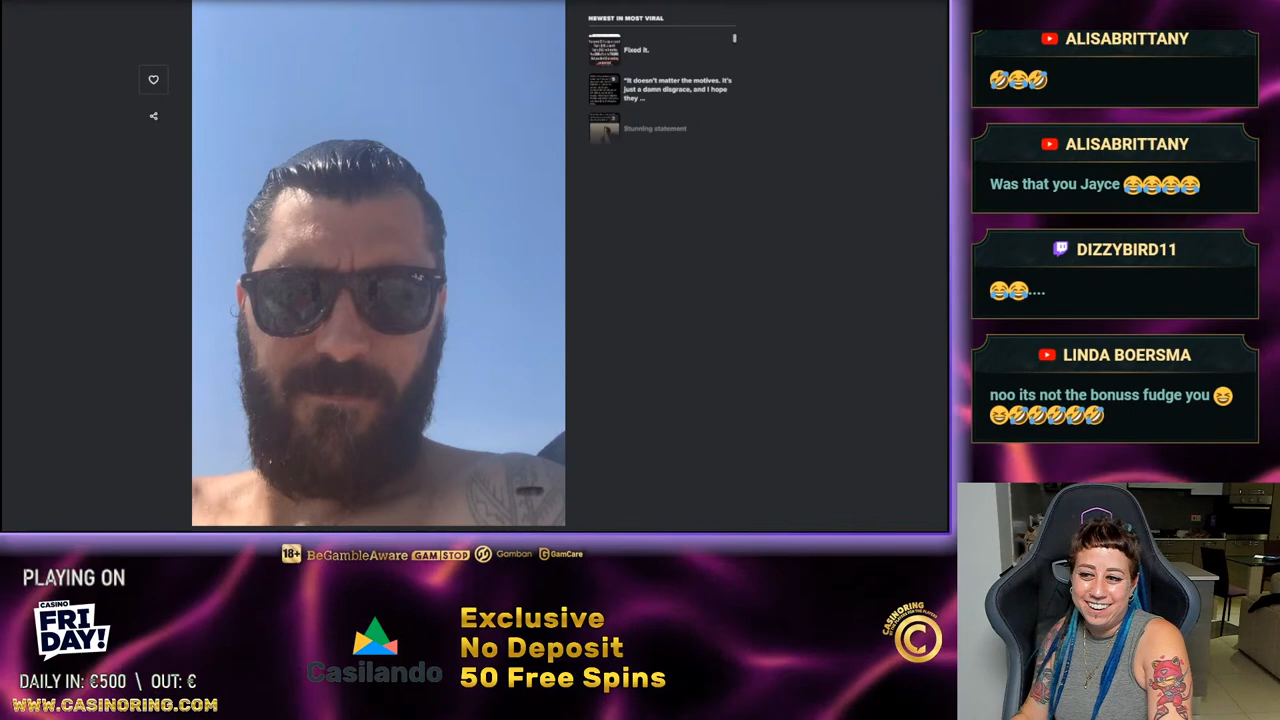 NEWEST IN MOST VIRAL
Fixed it.
"It doesn't matter the motives. It's
just a damn disgrace, and I hope
they ...
Stunning statement
ALISABRITTANY
🤣😂🤣
ALISABRITTANY
Was that you Jayce 😂😂😂😂
DIZZYBIRD11
😂😂....
LINDA BOERSMA
noo its not the bonuss fudge you 😆
😆🤣🤣🤣🤣🤣
18+ BeGambleAware GAMSTOP Gamban GamCare
PLAYING ON
CASINO
FRI
DAY!
DAILY IN: €500 \ OUT: €
WWW.CASINORING.COM
Casilando
Exclusive
No Deposit
50 Free Spins
CASINORING